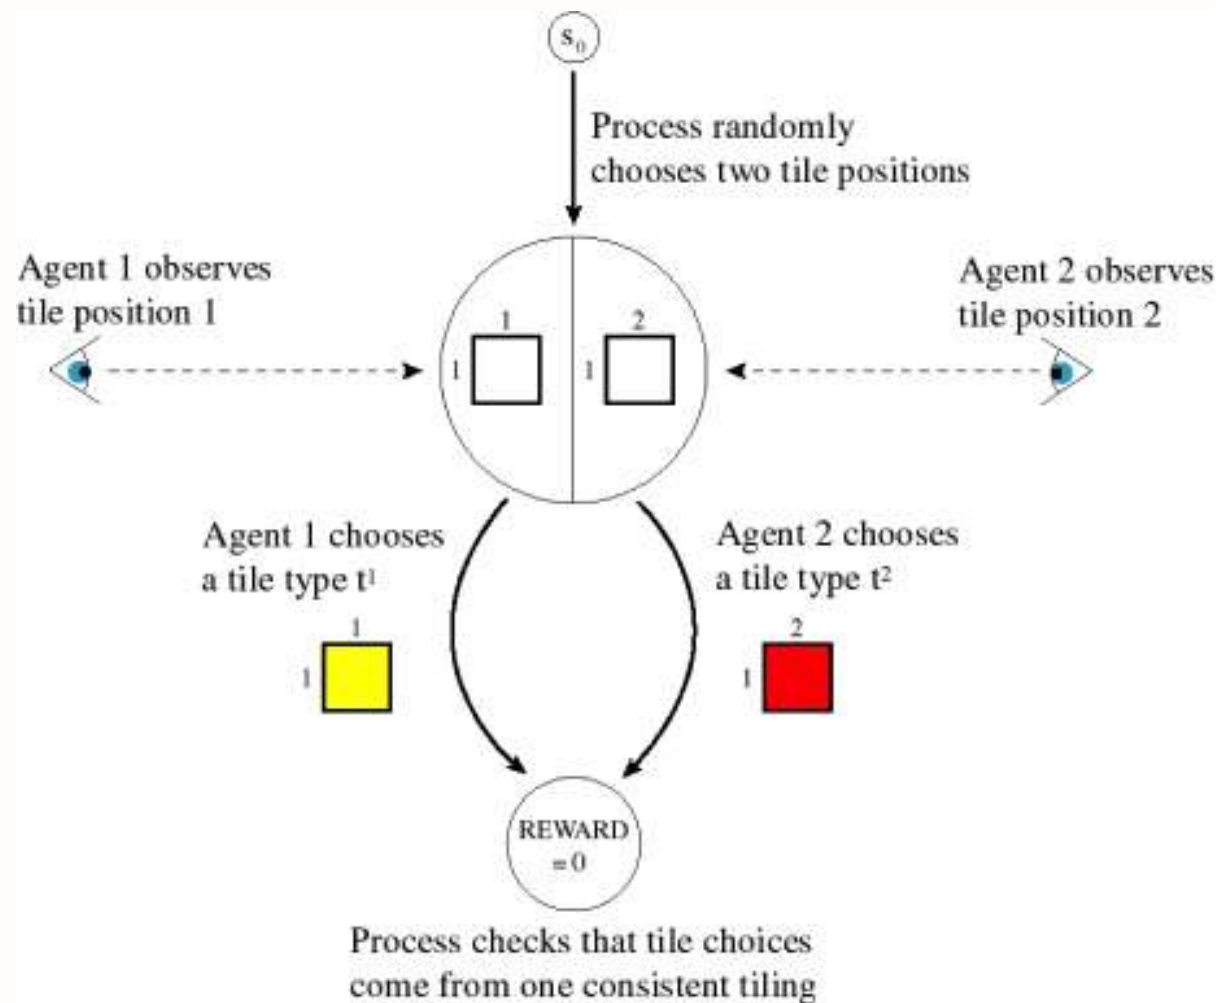 s₀
Process randomly
chooses two tile positions
Agent 1 observes
tile position 1
Agent 2 observes
tile position 2
1
2
1
1
Agent 1 chooses
a tile type t¹
Agent 2 chooses
a tile type t²
1
1
2
1
REWARD
= 0
Process checks that tile choices
come from one consistent tiling